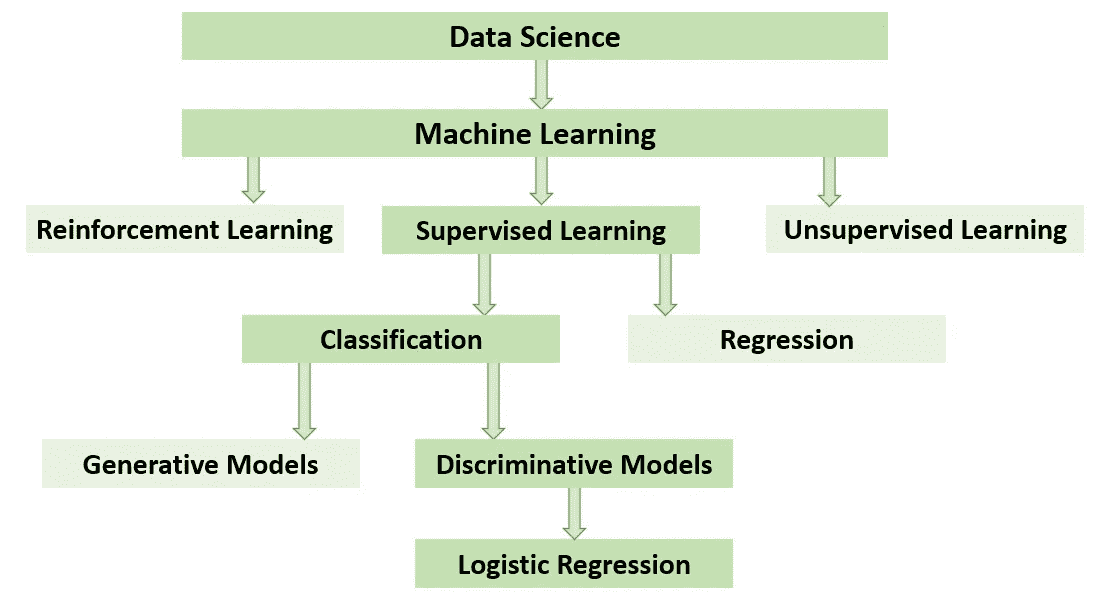 Data Science
Machine Learning
Reinforcement Learning
Supervised Learning
Unsupervised Learning
Classification
Regression
Generative Models
Discriminative Models
Logistic Regression